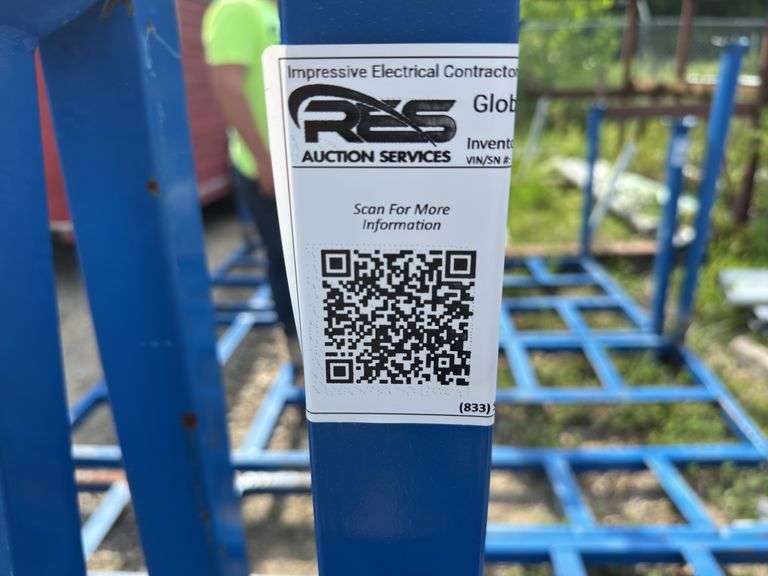 Impressive Electrical Contractor
RES
Glob
AUCTION SERVICES
Invento
VIN/SN #:
Scan For More
Information
(833)